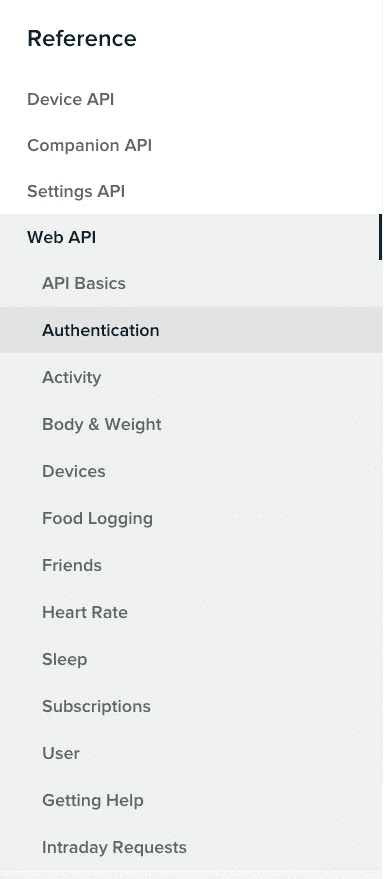 Reference
Device API
Companion API
Settings API
Web API
API Basics
Authentication
Activity
Body & Weight
Devices
Food Logging
Friends
Heart Rate
Sleep
Subscriptions
User
Getting Help
Intraday Requests